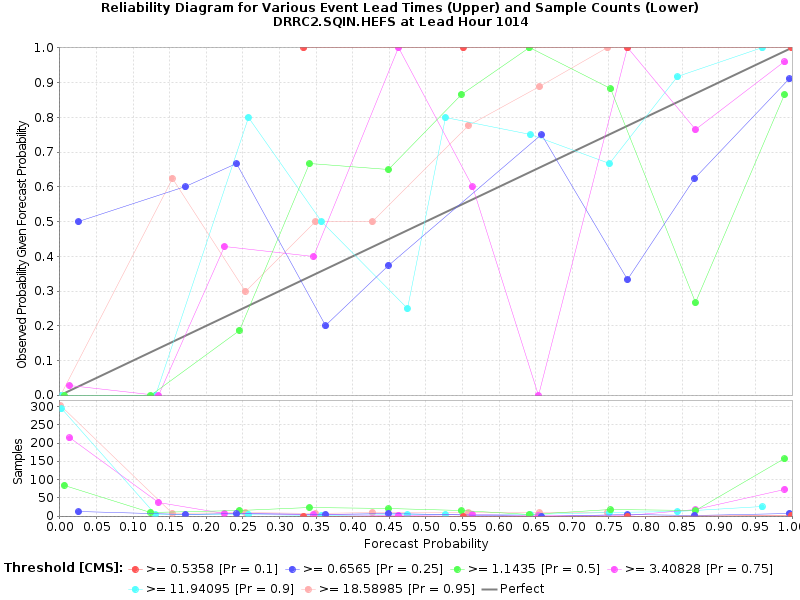 Reliability Diagram for Various Event Lead Times (Upper) and Sample Counts (Lower)
DRRC2.SQIN.HEFS at Lead Hour 1014
Observed Probability Given Forecast Probability
1.0
0.9
0.8
0.7
0.6
0.5
0.4
0.3
0.2
0.1
0.0
Samples
300
250
200
150
100
50
0
0.00 0.05 0.10 0.15 0.20 0.25 0.30 0.35 0.40 0.45 0.50 0.55 0.60 0.65 0.70 0.75 0.80 0.85 0.90 0.95 1.00
Forecast Probability
Threshold [CMS]: >= 0.5358 [Pr = 0.1] >= 0.6565 [Pr = 0.25] >= 1.1435 [Pr = 0.5] >= 3.40828 [Pr = 0.75]
>= 11.94095 [Pr = 0.9] >= 18.58985 [Pr = 0.95] Perfect